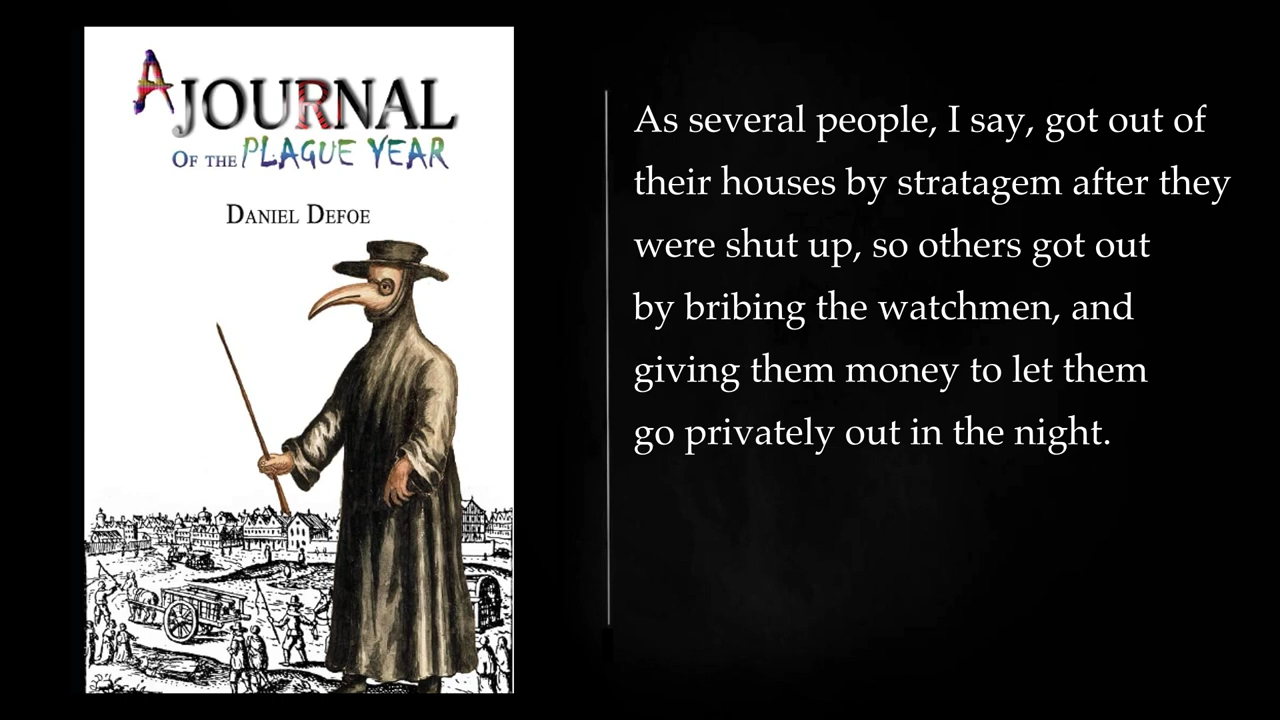 A JOURNAL
OF THE PLAGUE YEAR
DANIEL DEFOE
As several people, I say, got out of
their houses by stratagem after they
were shut up, so others got out
by bribing the watchmen, and
giving them money to let them
go privately out in the night.